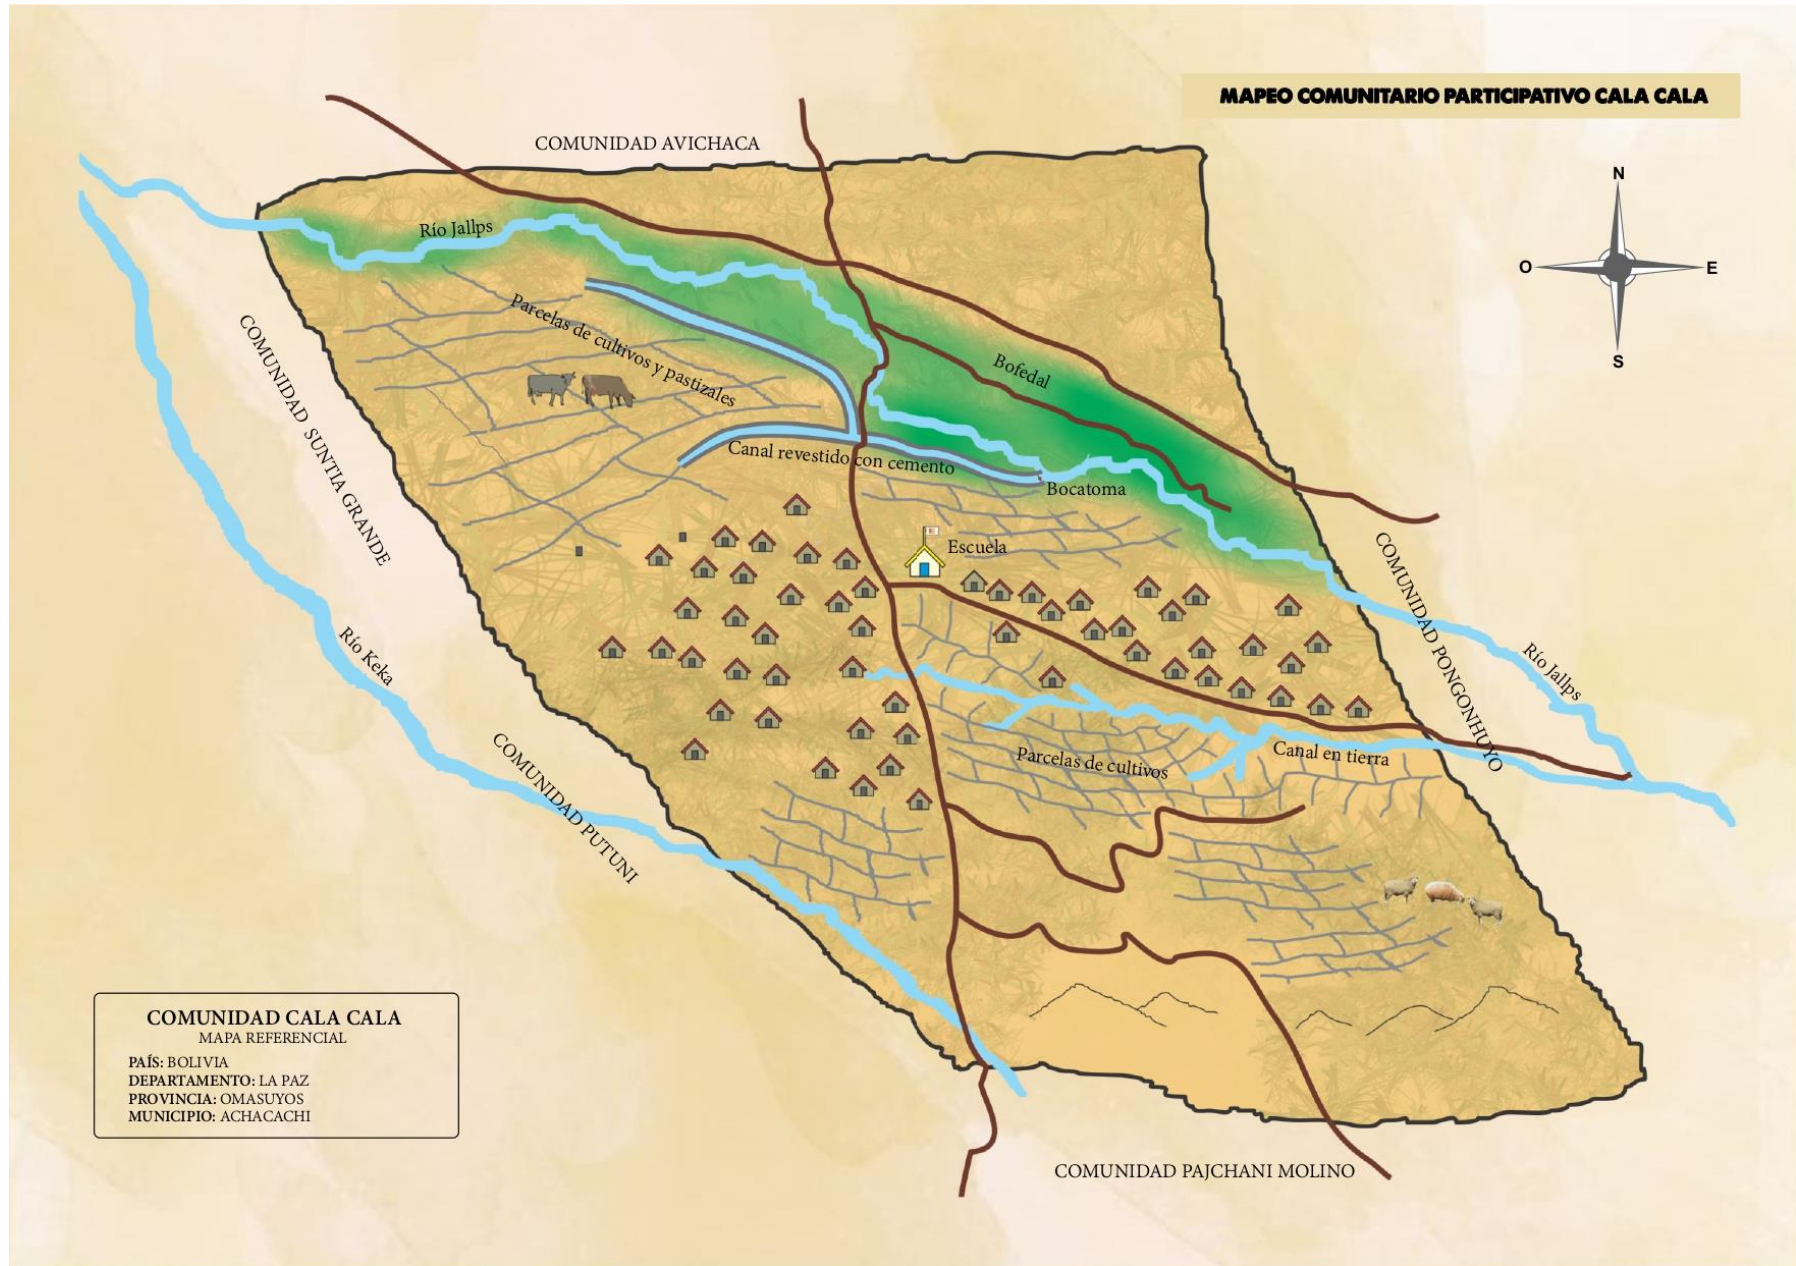 MAPEO COMUNITARIO PARTICIPATIVO CALA CALA
COMUNIDAD AVICHACA
N
O
E
S
Río Jallps
Parcelas de cultivos y pastizales
Bofedal
COMUNIDAD SUNTIA GRANDE
Canal revestido con cemento
Bocatoma
Escuela
COMUNIDAD PONGONHUYO
Río Keka
Río Jallps
COMUNIDAD PUTUNI
Parcelas de cultivos
Canal en tierra
COMUNIDAD CALA CALA
MAPA REFERENCIAL
PAÍS: BOLIVIA
DEPARTAMENTO: LA PAZ
PROVINCIA: OMASUYOS
MUNICIPIO: ACHACACHI
COMUNIDAD PAJCHANI MOLINO